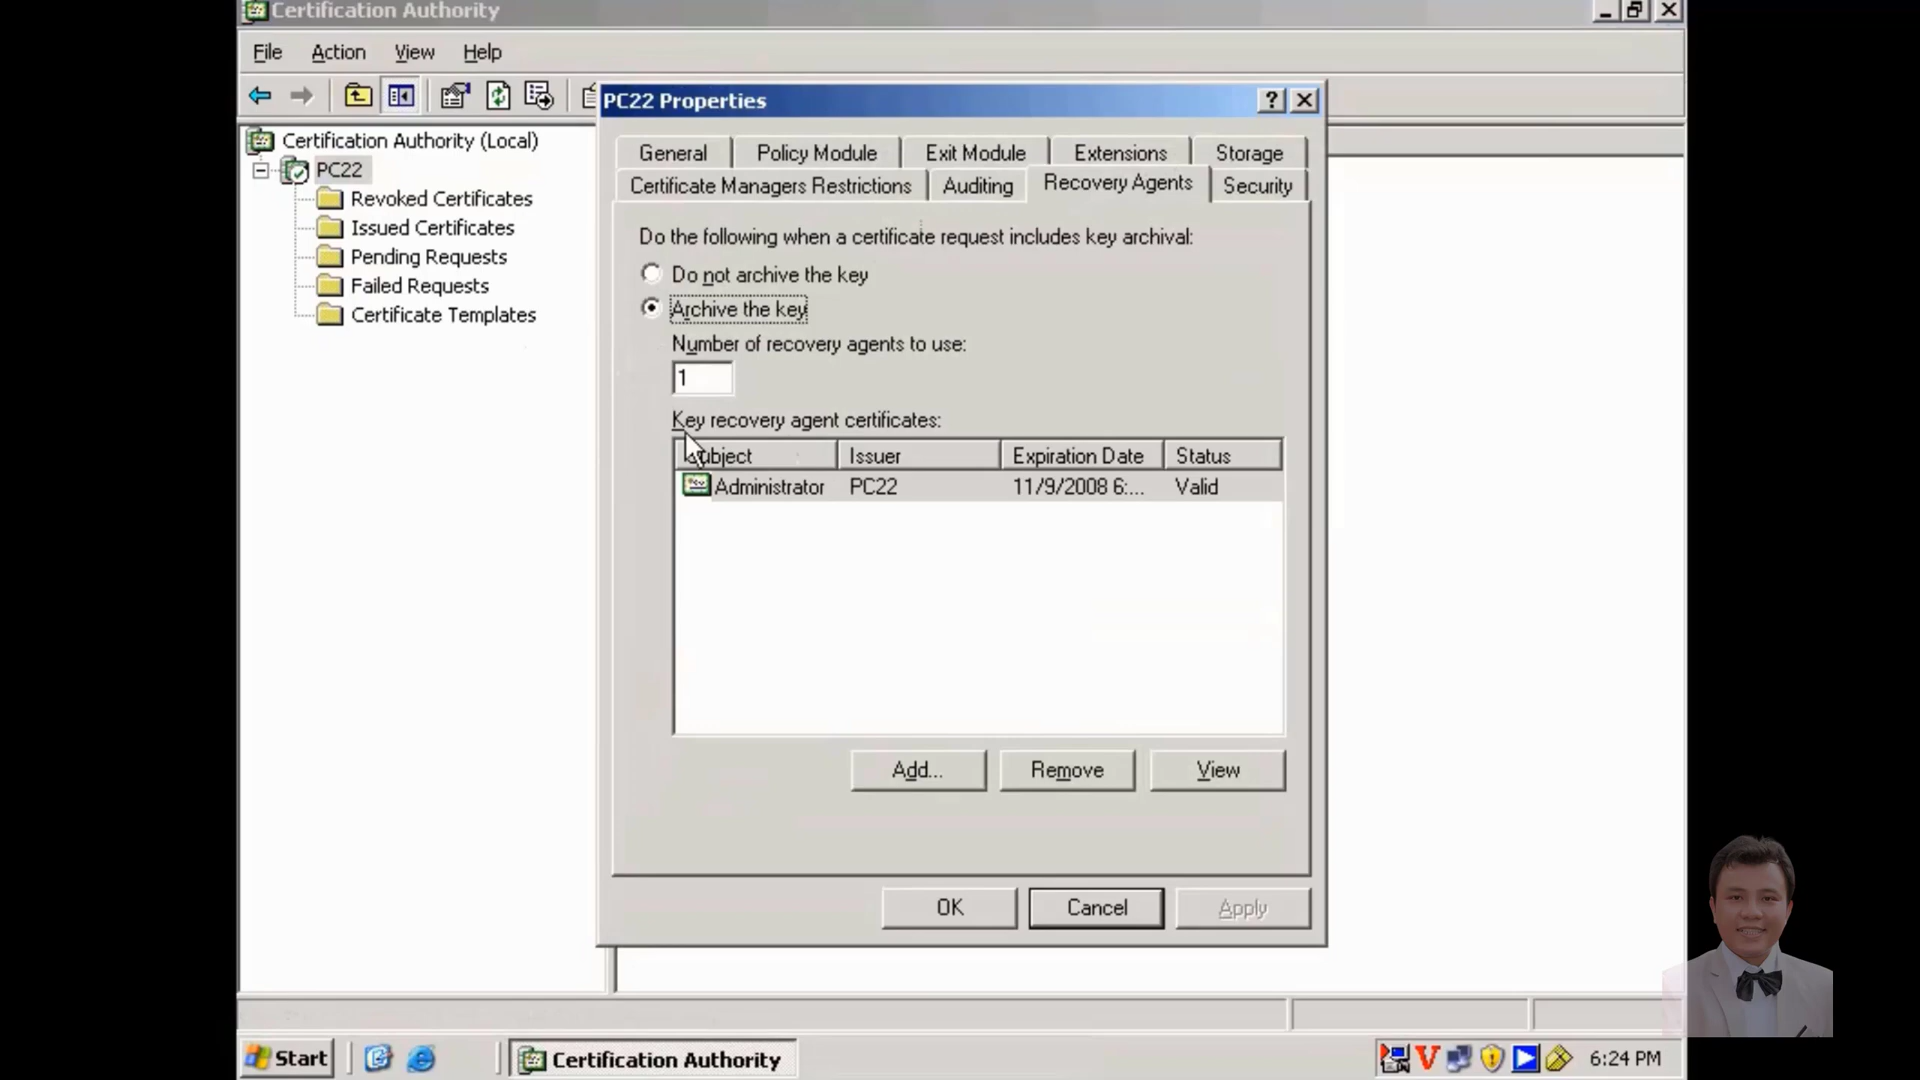 Certification Authority
File Action View Help
PC22 Properties
Certification Authority (Local)
PC22
Revoked Certificates
Issued Certificates
Pending Requests
Failed Requests
Certificate Templates
General Policy Module Exit Module Extensions Storage
Certificate Managers Restrictions Auditing Recovery Agents Security
Do the following when a certificate request includes key archival:
Do not archive the key
Archive the key
Number of recovery agents to use:
1
Key recovery agent certificates:
Subject Issuer Expiration Date Status
Administrator PC22 11/9/2008 6:... Valid
Add... Remove View
OK Cancel Apply
Start Certification Authority 6:24 PM